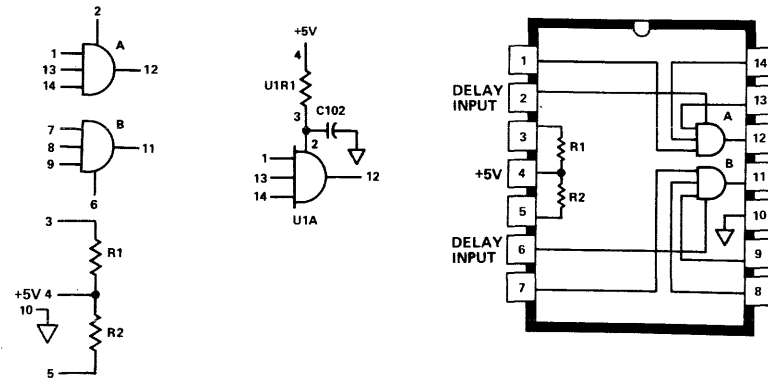 2
A
1
13
14
12
7
8
9
B
11
6
3
R1
+5V 4
10
R2
5
+5V
4
U1R1
3
C102
2
1
13
14
12
U1A
1
DELAY
INPUT
2
3
R1
+5V
4
R2
5
DELAY
INPUT
6
7
A
B
14
13
12
11
10
9
8